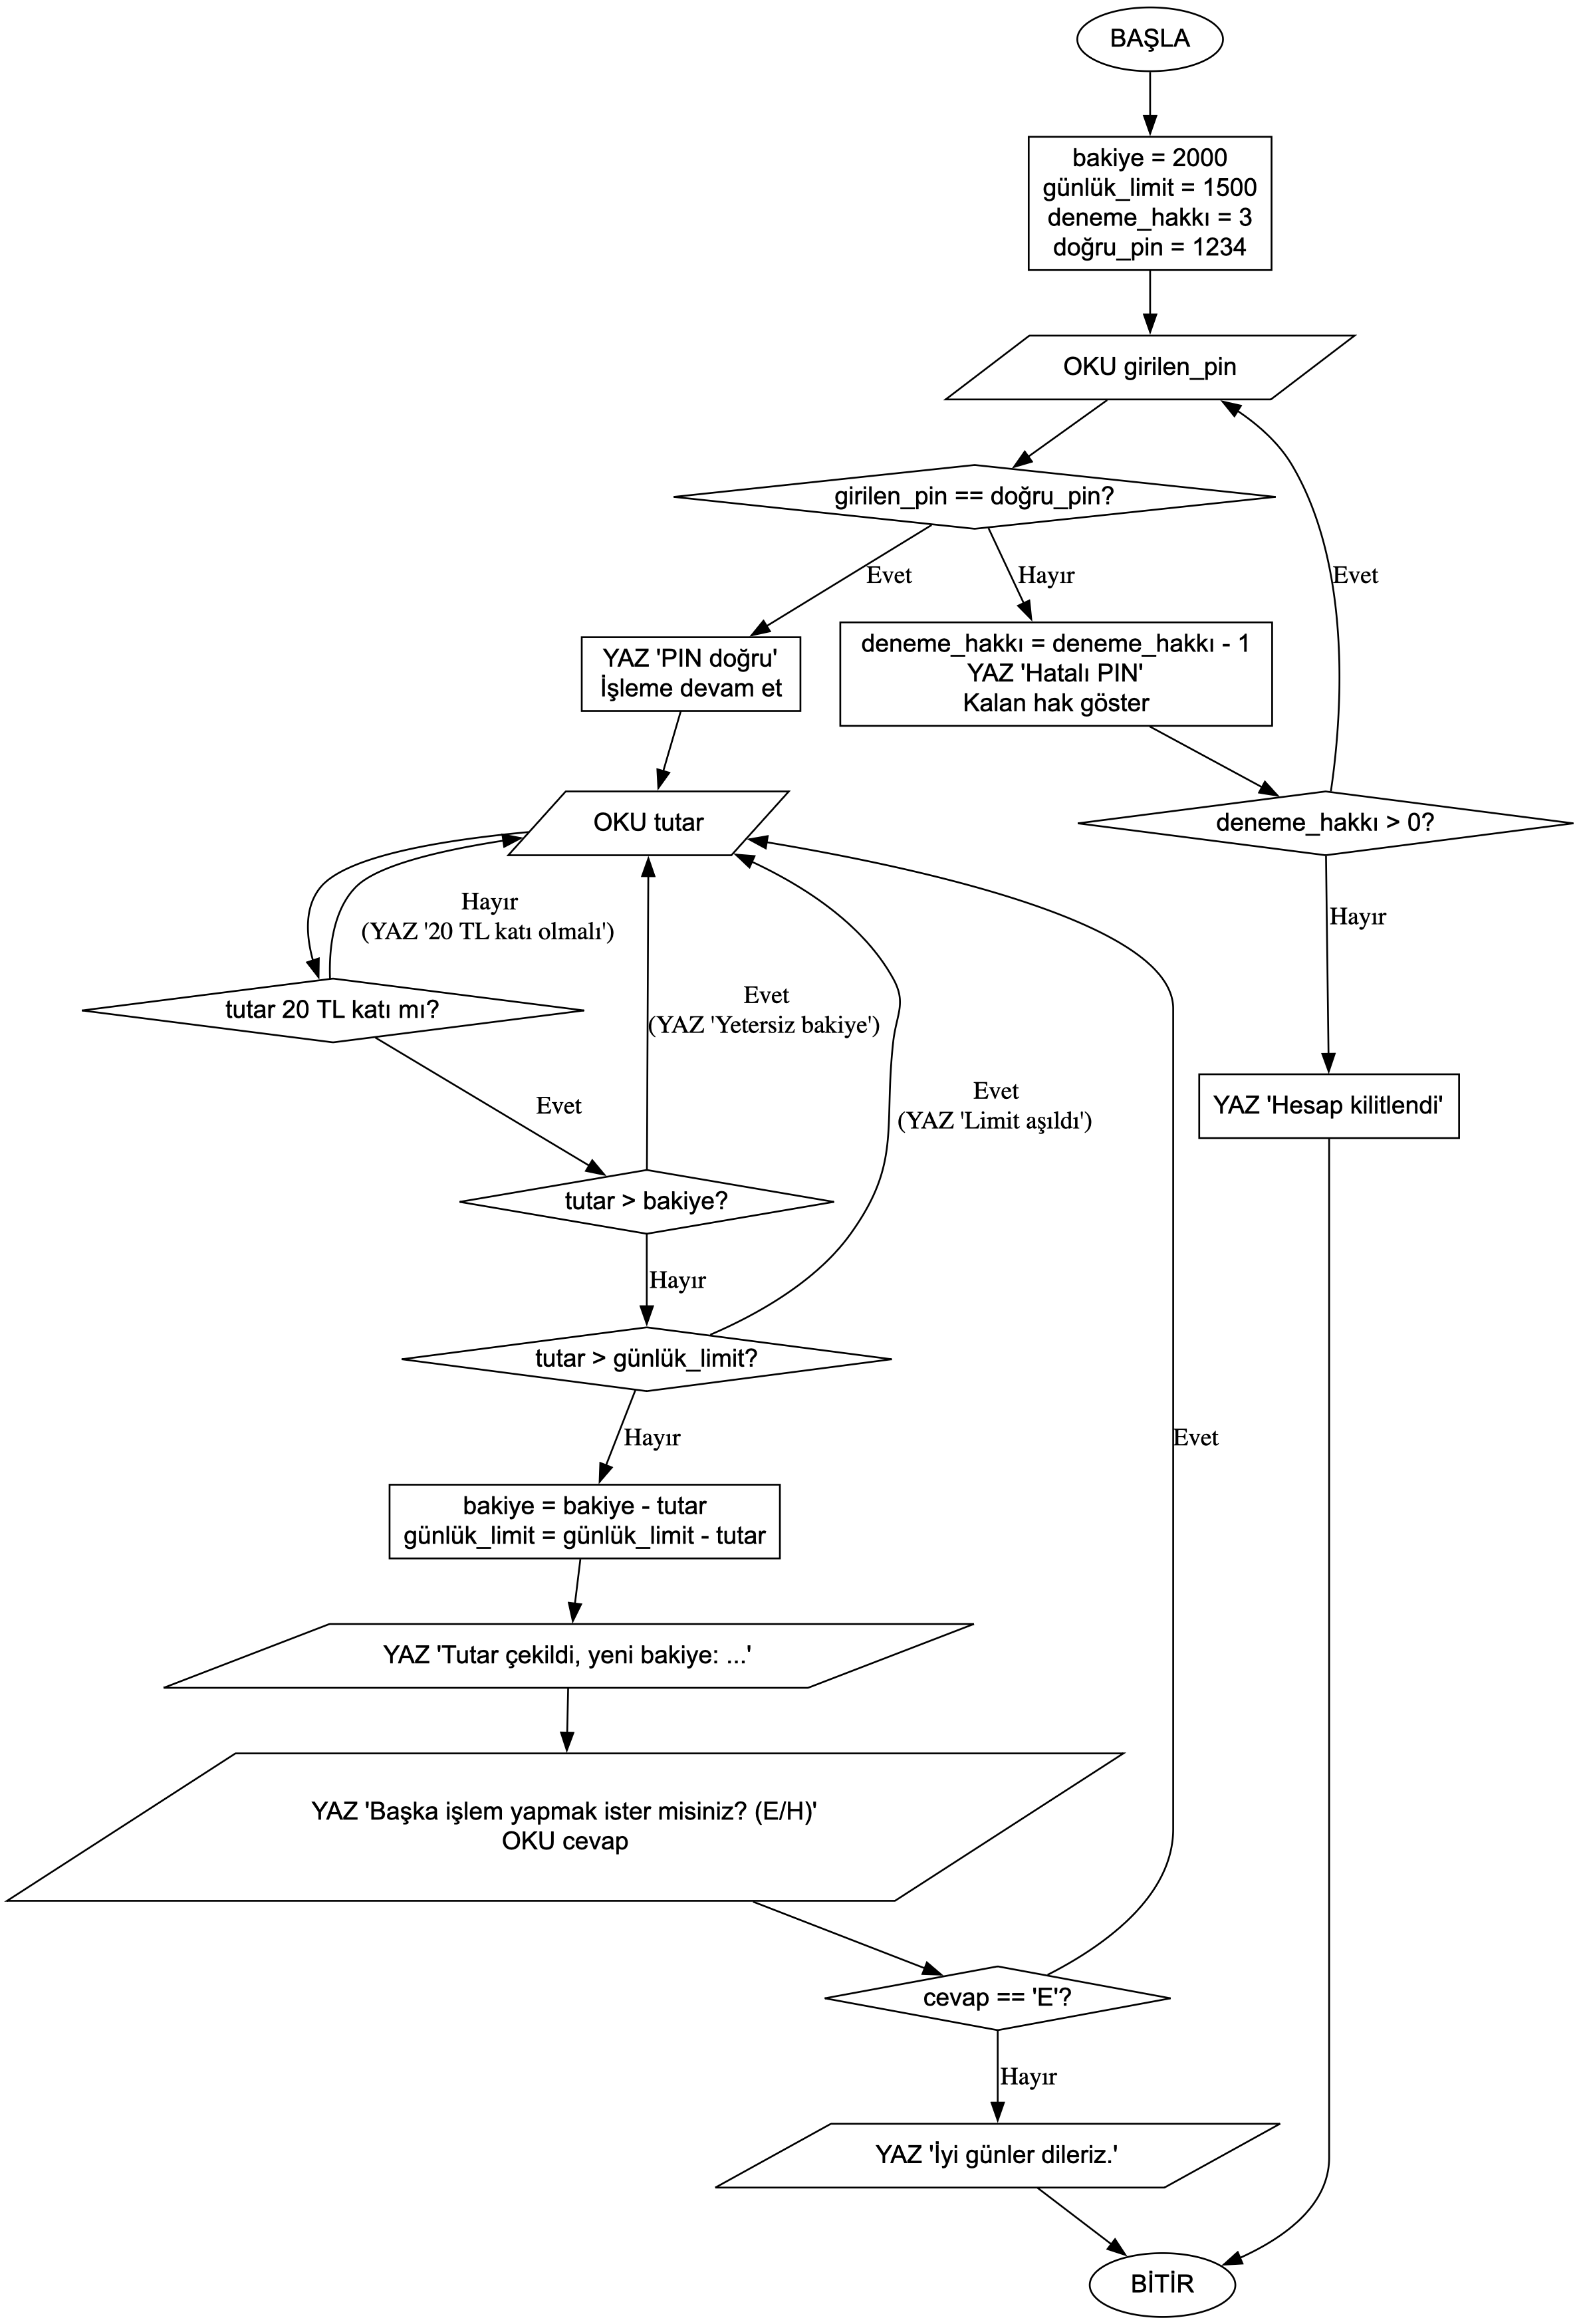 BAŞLA
bakiye = 2000
günlük_limit = 1500
deneme_hakkı = 3
doğru_pin = 1234
OKU girilen_pin
girilen_pin == doğru_pin?
Evet
Hayır
Evet
YAZ 'PIN doğru'
İşleme devam et
deneme_hakkı = deneme_hakkı - 1
YAZ 'Hatalı PIN'
Kalan hak göster
OKU tutar
deneme_hakkı > 0?
Hayır
(YAZ '20 TL katı olmalı')
Hayır
tutar 20 TL katı mı?
Evet
(YAZ 'Yetersiz bakiye')
Evet
(YAZ 'Limit aşıldı')
Evet
YAZ 'Hesap kilitlendi'
tutar > bakiye?
Hayır
tutar > günlük_limit?
Hayır
Evet
bakiye = bakiye - tutar
günlük_limit = günlük_limit - tutar
YAZ 'Tutar çekildi, yeni bakiye: ...'
YAZ 'Başka işlem yapmak ister misiniz? (E/H)'
OKU cevap
cevap == 'E'?
Hayır
YAZ 'İyi günler dileriz.'
BİTİR